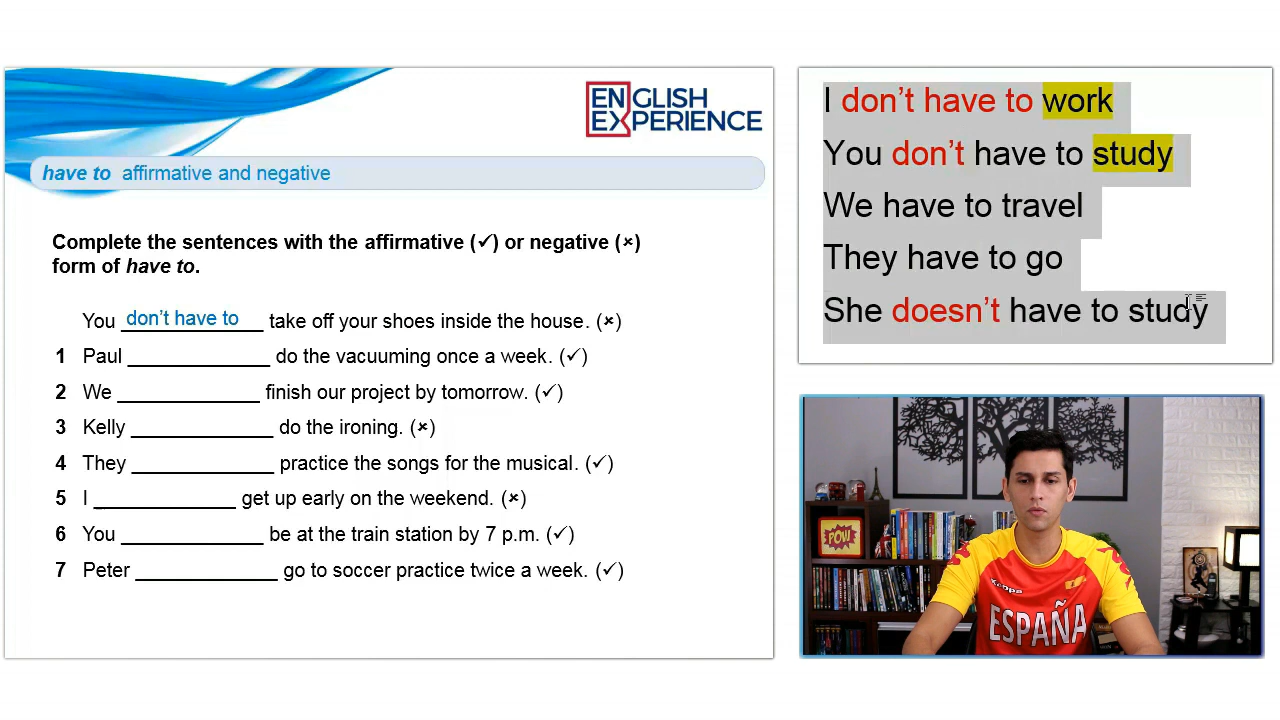 ENGLISH
EXPERIENCE
have to affirmative and negative
Complete the sentences with the affirmative (✓) or negative (×)
form of have to.
You don't have to take off your shoes inside the house. (×)
1 Paul ______________ do the vacuuming once a week. (✓)
2 We ______________ finish our project by tomorrow. (✓)
3 Kelly ______________ do the ironing. (×)
4 They ______________ practice the songs for the musical. (✓)
5 I ______________ get up early on the weekend. (×)
6 You ______________ be at the train station by 7 p.m. (✓)
7 Peter ______________ go to soccer practice twice a week. (✓)
I don't have to work
You don't have to study
We have to travel
They have to go
She doesn't have to study
POW
Kappa
ESPAÑA